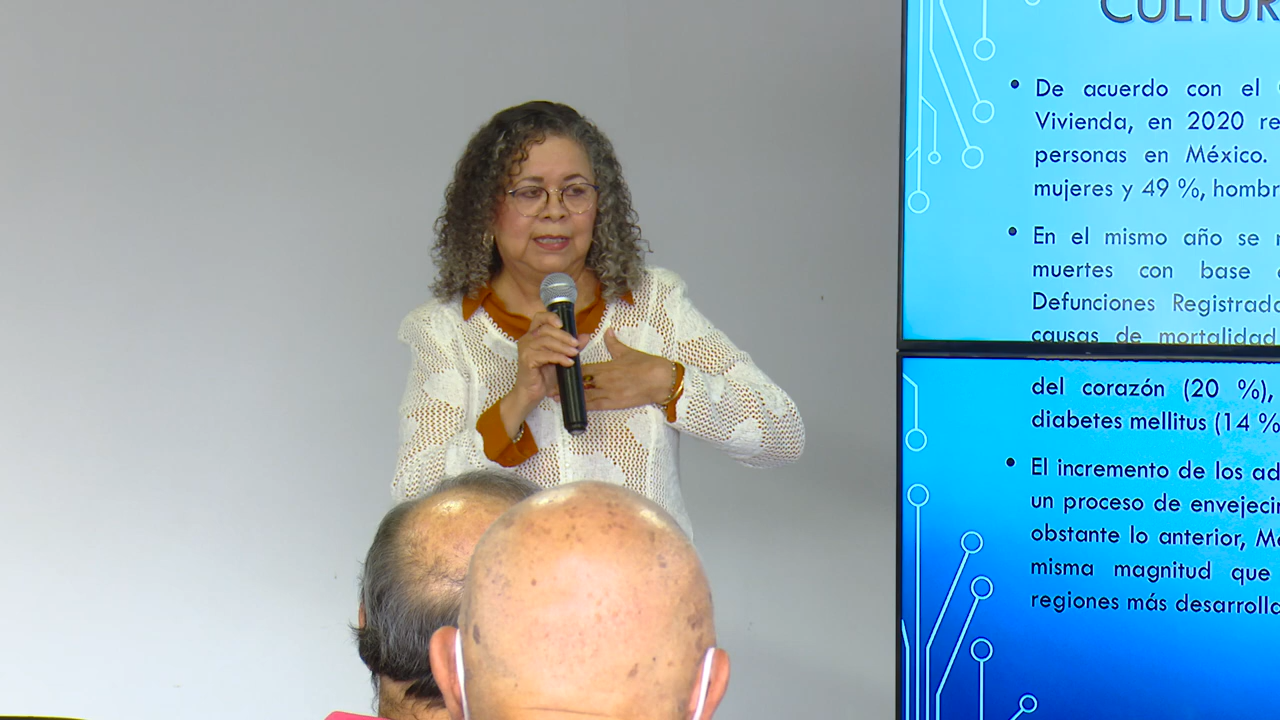 De acuerdo con el
Vivienda, en 2020 re
personas en México.
mujeres y 49 %, hombr
En el mismo año se
muertes con base
Defunciones Registrado
causas de mortalidad
del corazón (20 %),
diabetes mellitus (14 %
El incremento de los ad
un proceso de envejeci
obstante lo anterior, Mé
misma magnitud que
regiones más desarrolla